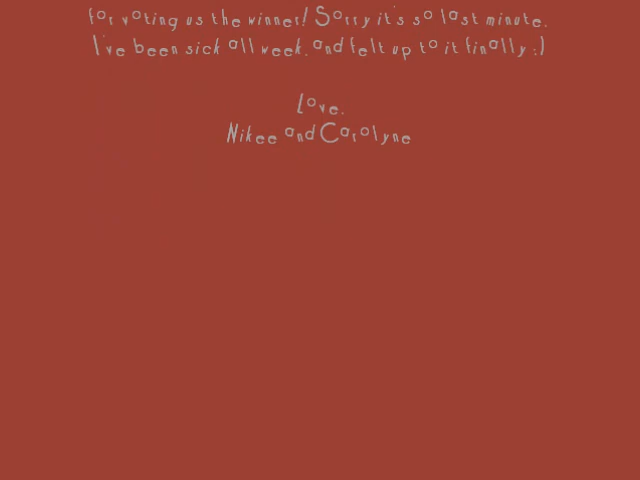 for voting us the winner! Sorry it's so last minute.
I've been sick all week, and felt up to it finally :)
Love,
Nikee and Carolyne